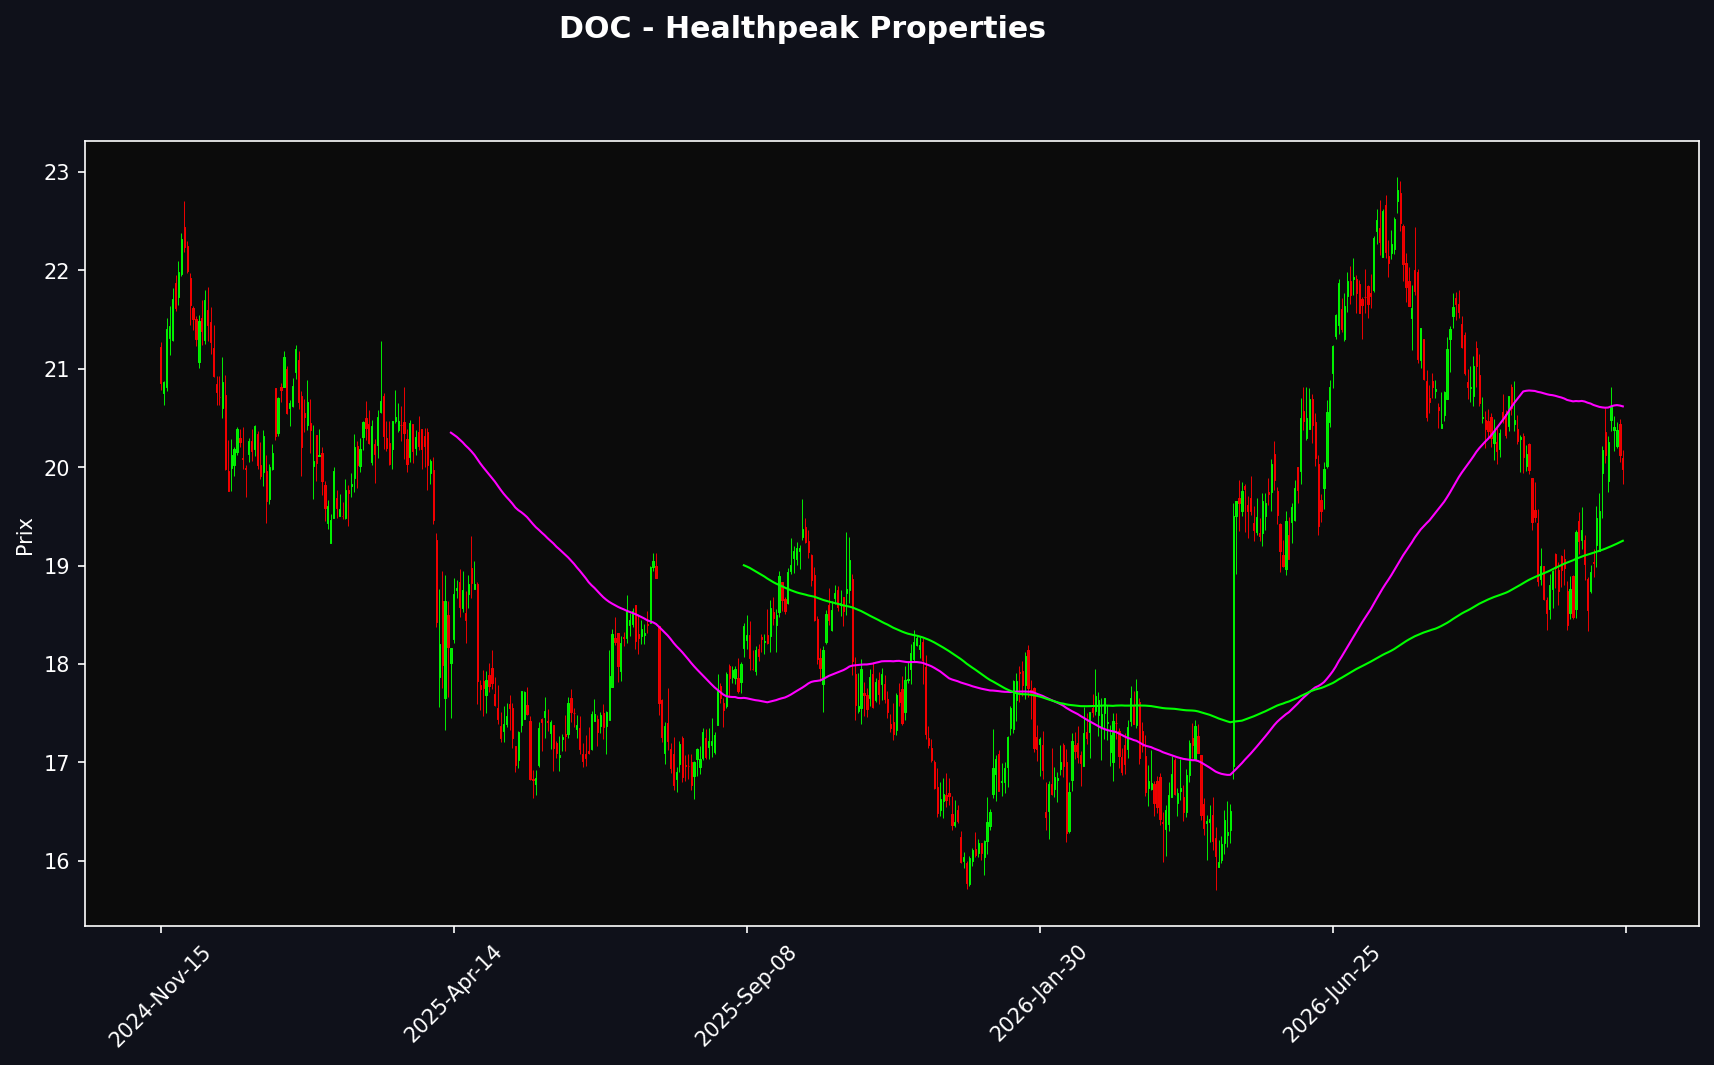 DOC - Healthpeak Properties
Prix
23
22
21
20
19
18
17
16
2024-Nov-15
2025-Apr-14
2025-Sep-08
2026-Jan-30
2026-Jun-25